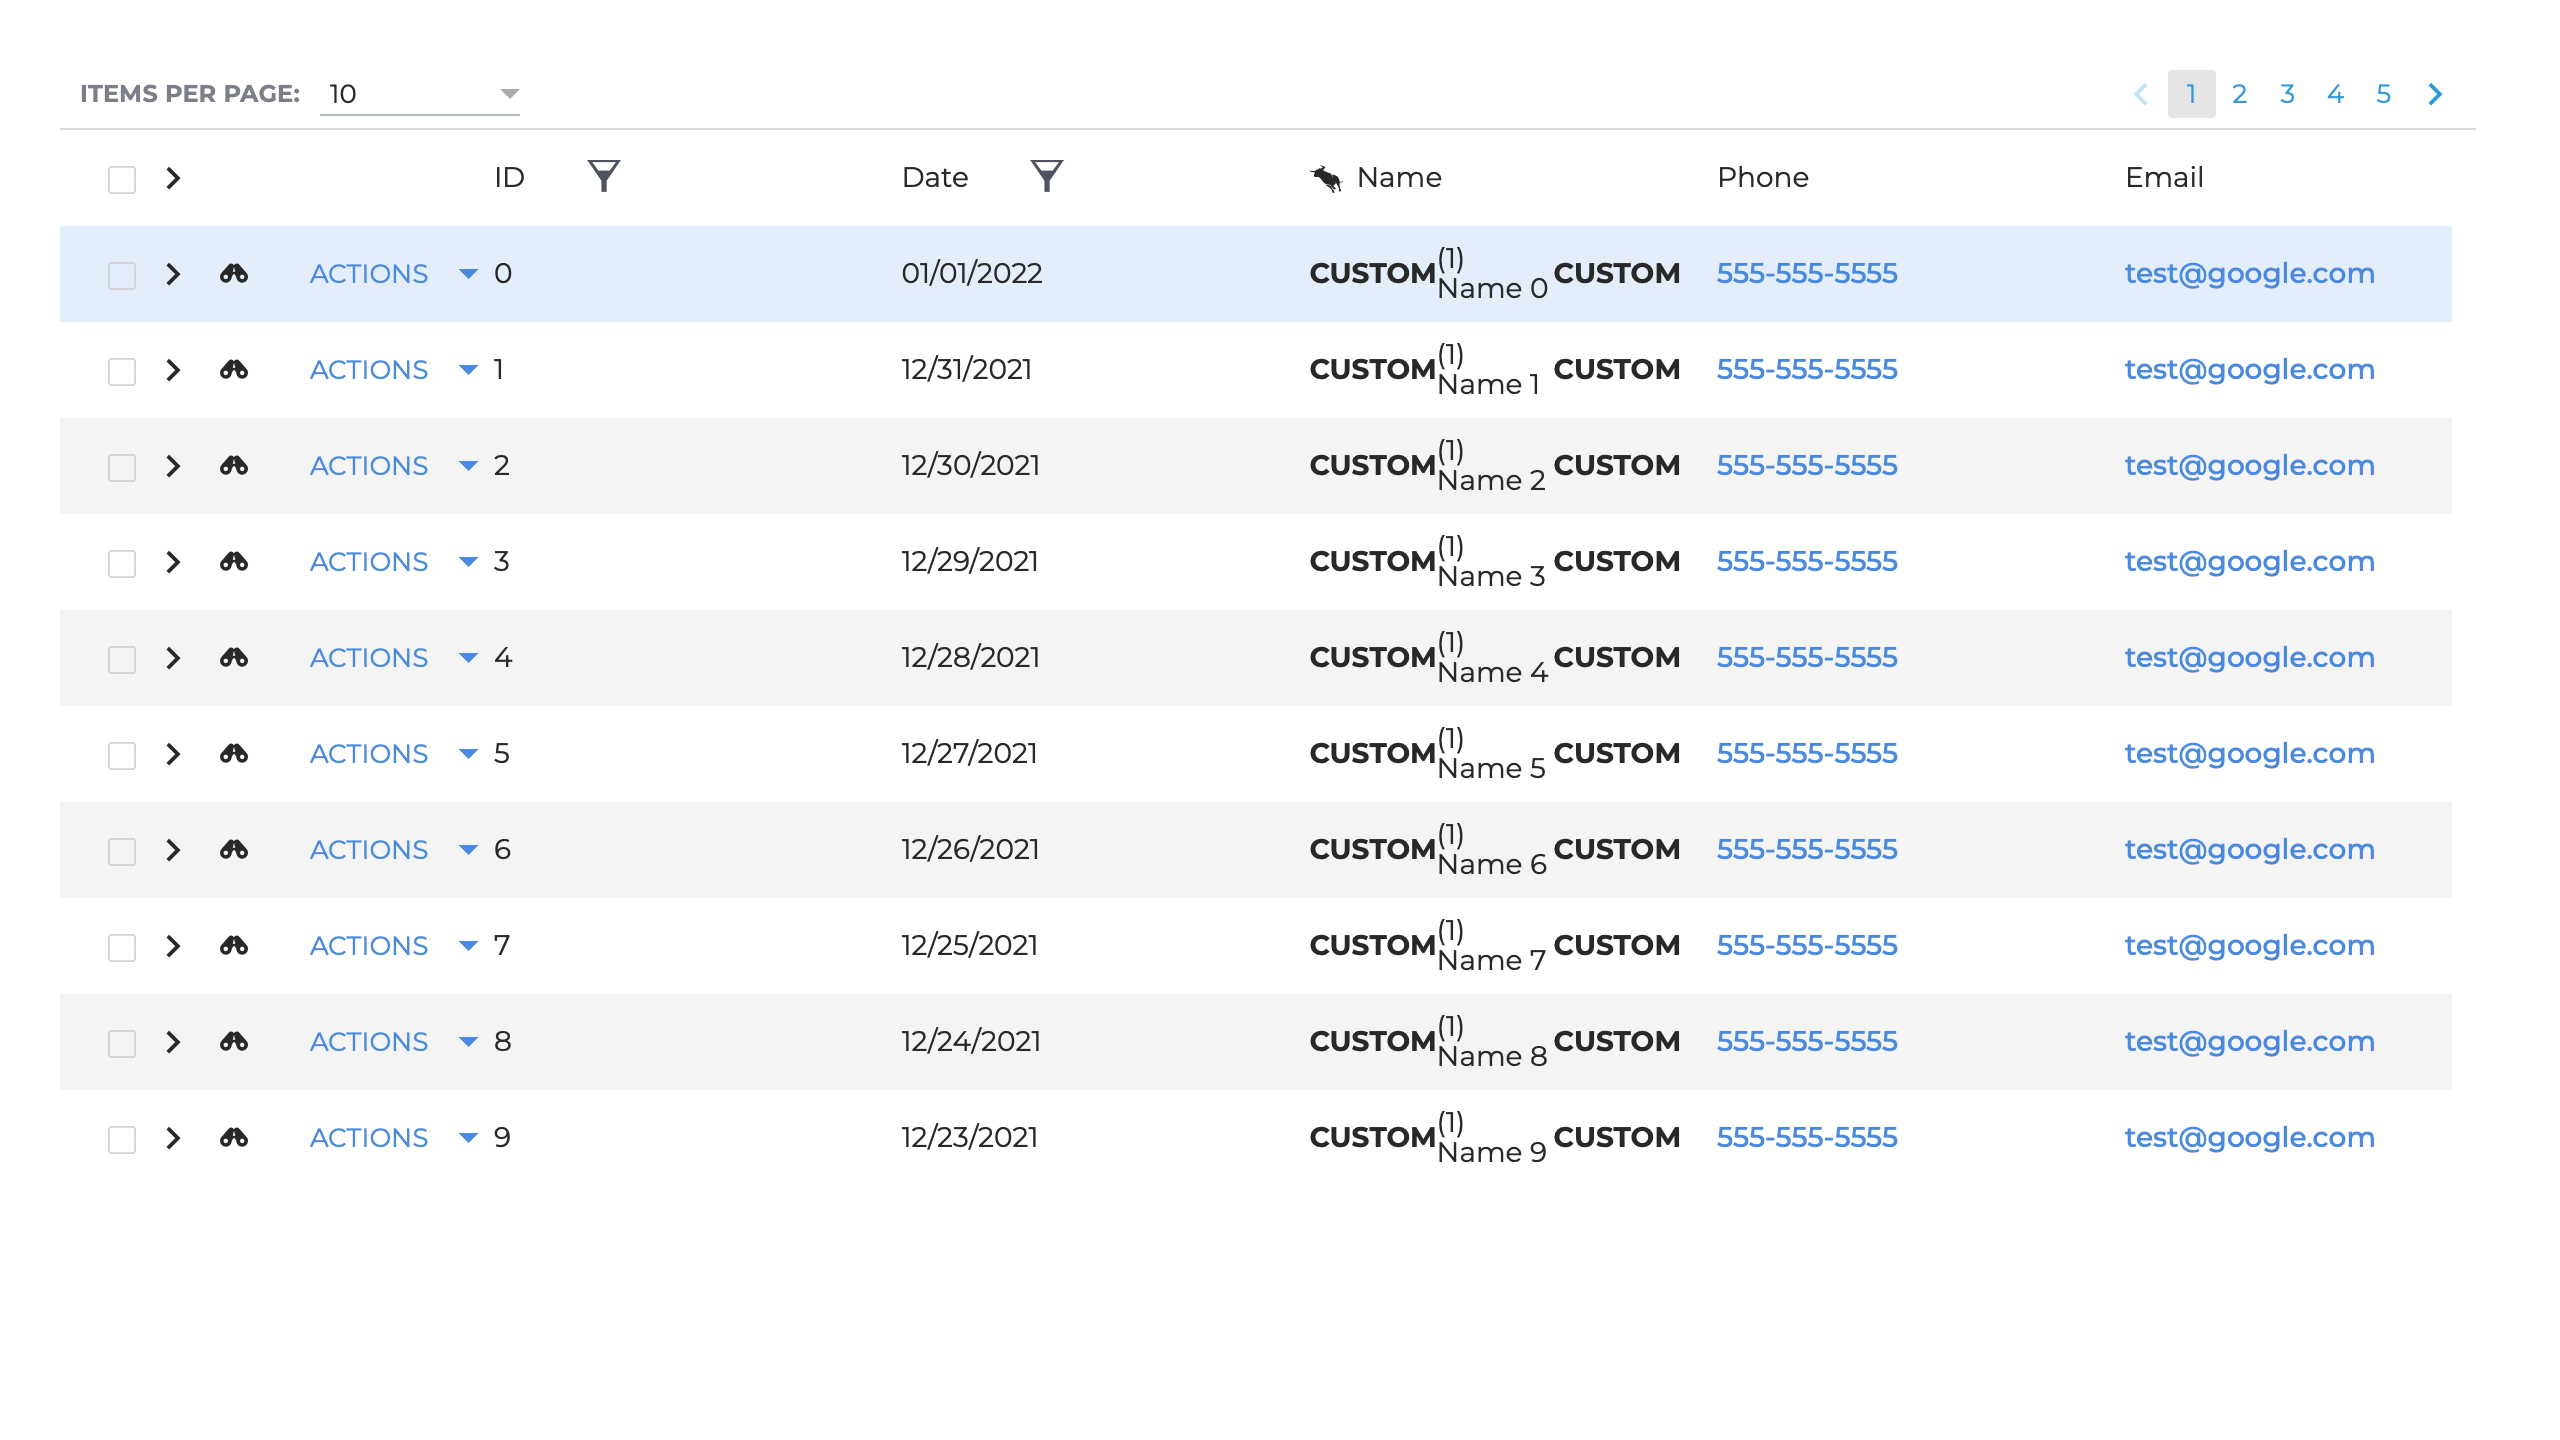 ITEMS PER PAGE: 10 1 2 3 4 5
ID Date Name Phone Email
ACTIONS 0 01/01/2022 CUSTOM (1) Name 0 CUSTOM 555-555-5555 test@google.com
ACTIONS 1 12/31/2021 CUSTOM (1) Name 1 CUSTOM 555-555-5555 test@google.com
ACTIONS 2 12/30/2021 CUSTOM (1) Name 2 CUSTOM 555-555-5555 test@google.com
ACTIONS 3 12/29/2021 CUSTOM (1) Name 3 CUSTOM 555-555-5555 test@google.com
ACTIONS 4 12/28/2021 CUSTOM (1) Name 4 CUSTOM 555-555-5555 test@google.com
ACTIONS 5 12/27/2021 CUSTOM (1) Name 5 CUSTOM 555-555-5555 test@google.com
ACTIONS 6 12/26/2021 CUSTOM (1) Name 6 CUSTOM 555-555-5555 test@google.com
ACTIONS 7 12/25/2021 CUSTOM (1) Name 7 CUSTOM 555-555-5555 test@google.com
ACTIONS 8 12/24/2021 CUSTOM (1) Name 8 CUSTOM 555-555-5555 test@google.com
ACTIONS 9 12/23/2021 CUSTOM (1) Name 9 CUSTOM 555-555-5555 test@google.com